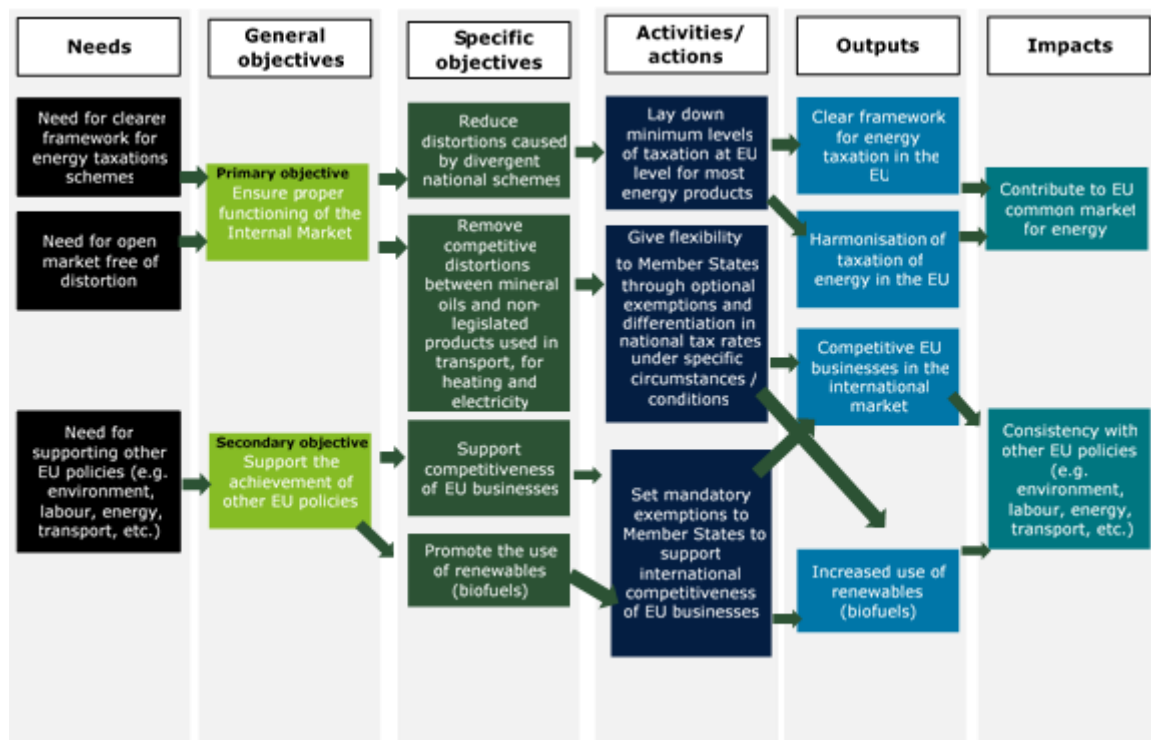 Needs
General
objectives
Specific
objectives
Activities/
actions
Outputs
Impacts
Need for clearer
framework for
energy taxations
schemes
Need for open
market free of
distortion
Need for
supporting other
EU policies (e.g.
environment,
labour, energy,
transport, etc.)
Primary objective
Ensure proper
functioning of the
Internal Market
Secondary objective
Support the
achievement of
other EU policies
Reduce
distortions caused
by divergent
national schemes
Remove
competitive
distortions
between mineral
oils and non-
legislated
products used in
transport, for
heating and
electricity
Support
competitiveness
of EU businesses
Promote the use
of renewables
(biofuels)
Lay down
minimum levels
of taxation at EU
level for most
energy products
Give flexibility
to Member States
through optional
exemptions and
differentiation in
national tax rates
under specific
circumstances /
conditions
Set mandatory
exemptions to
Member States to
support
international
competitiveness
of EU businesses
Clear framework
for energy
taxation in the
EU
Harmonisation of
taxation of
energy in the EU
Competitive EU
businesses in the
international
market
Increased use of
renewables
(biofuels)
Contribute to EU
common market
for energy
Consistency with
other EU policies
(e.g.
environment,
labour, energy,
transport, etc.)